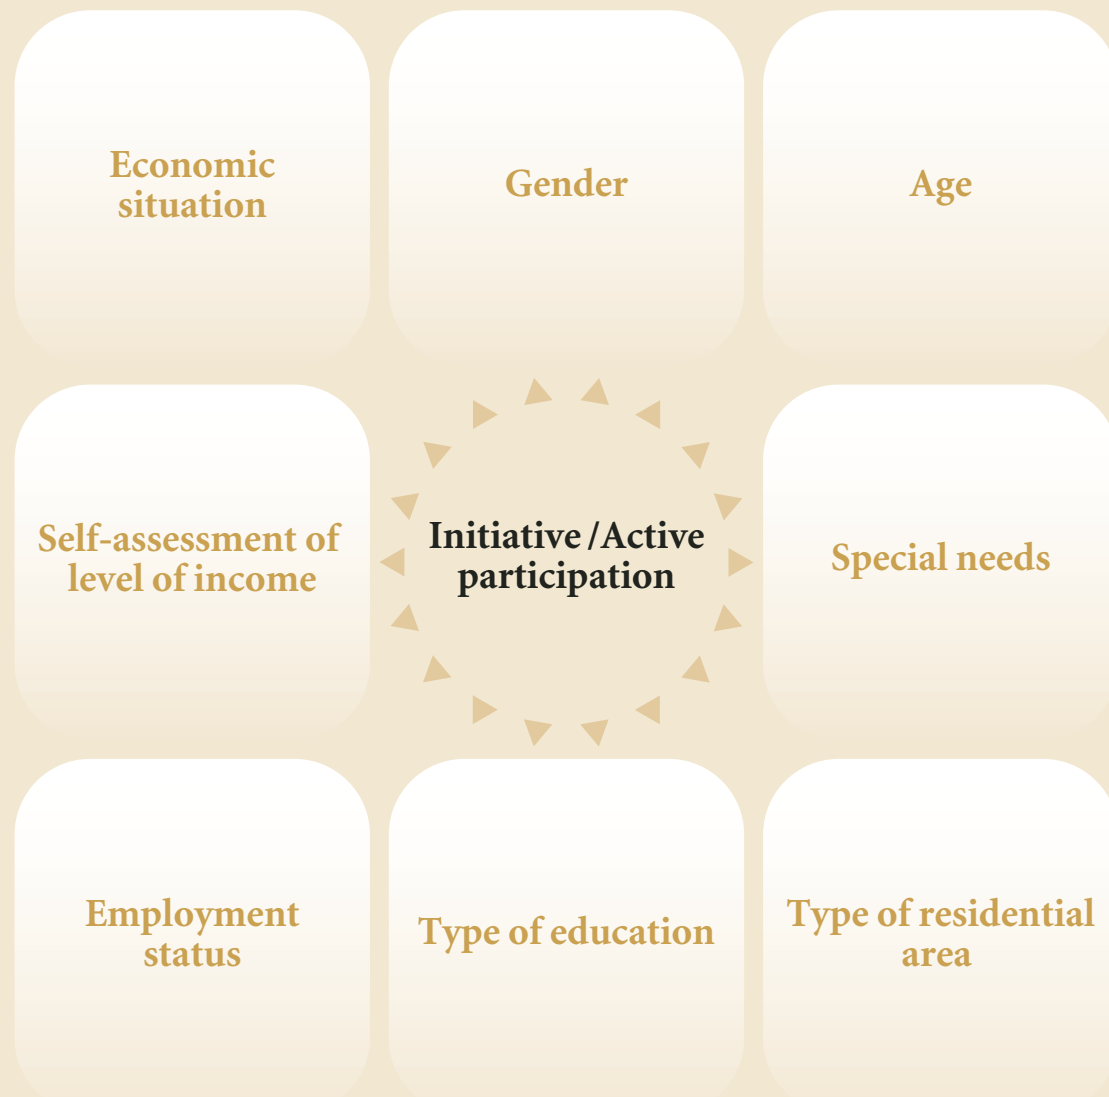 Economic
situation
Gender
Age
Self-assessment of
level of income
Initiative /Active
participation
Special needs
Employment
status
Type of education
Type of residential
area